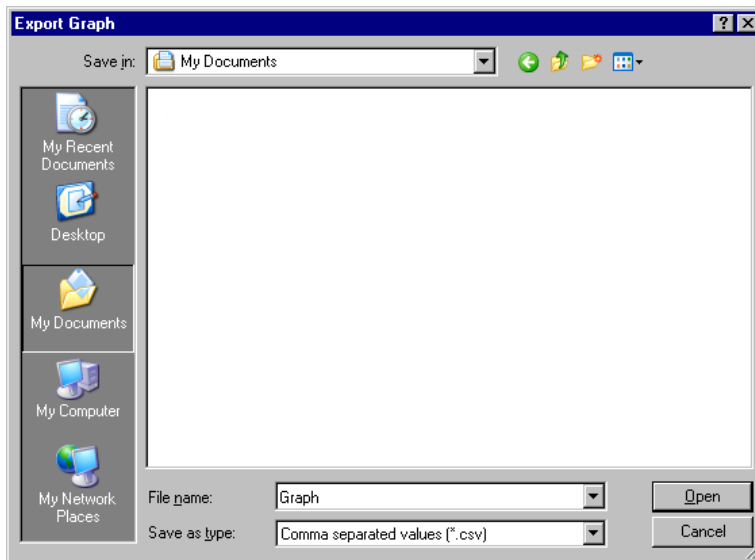 Export Graph
Save in: My Documents
My Recent
Documents
Desktop
My Documents
My Computer
My Network
Places
File name: Graph Open
Save as type: Comma separated values (*.csv) Cancel